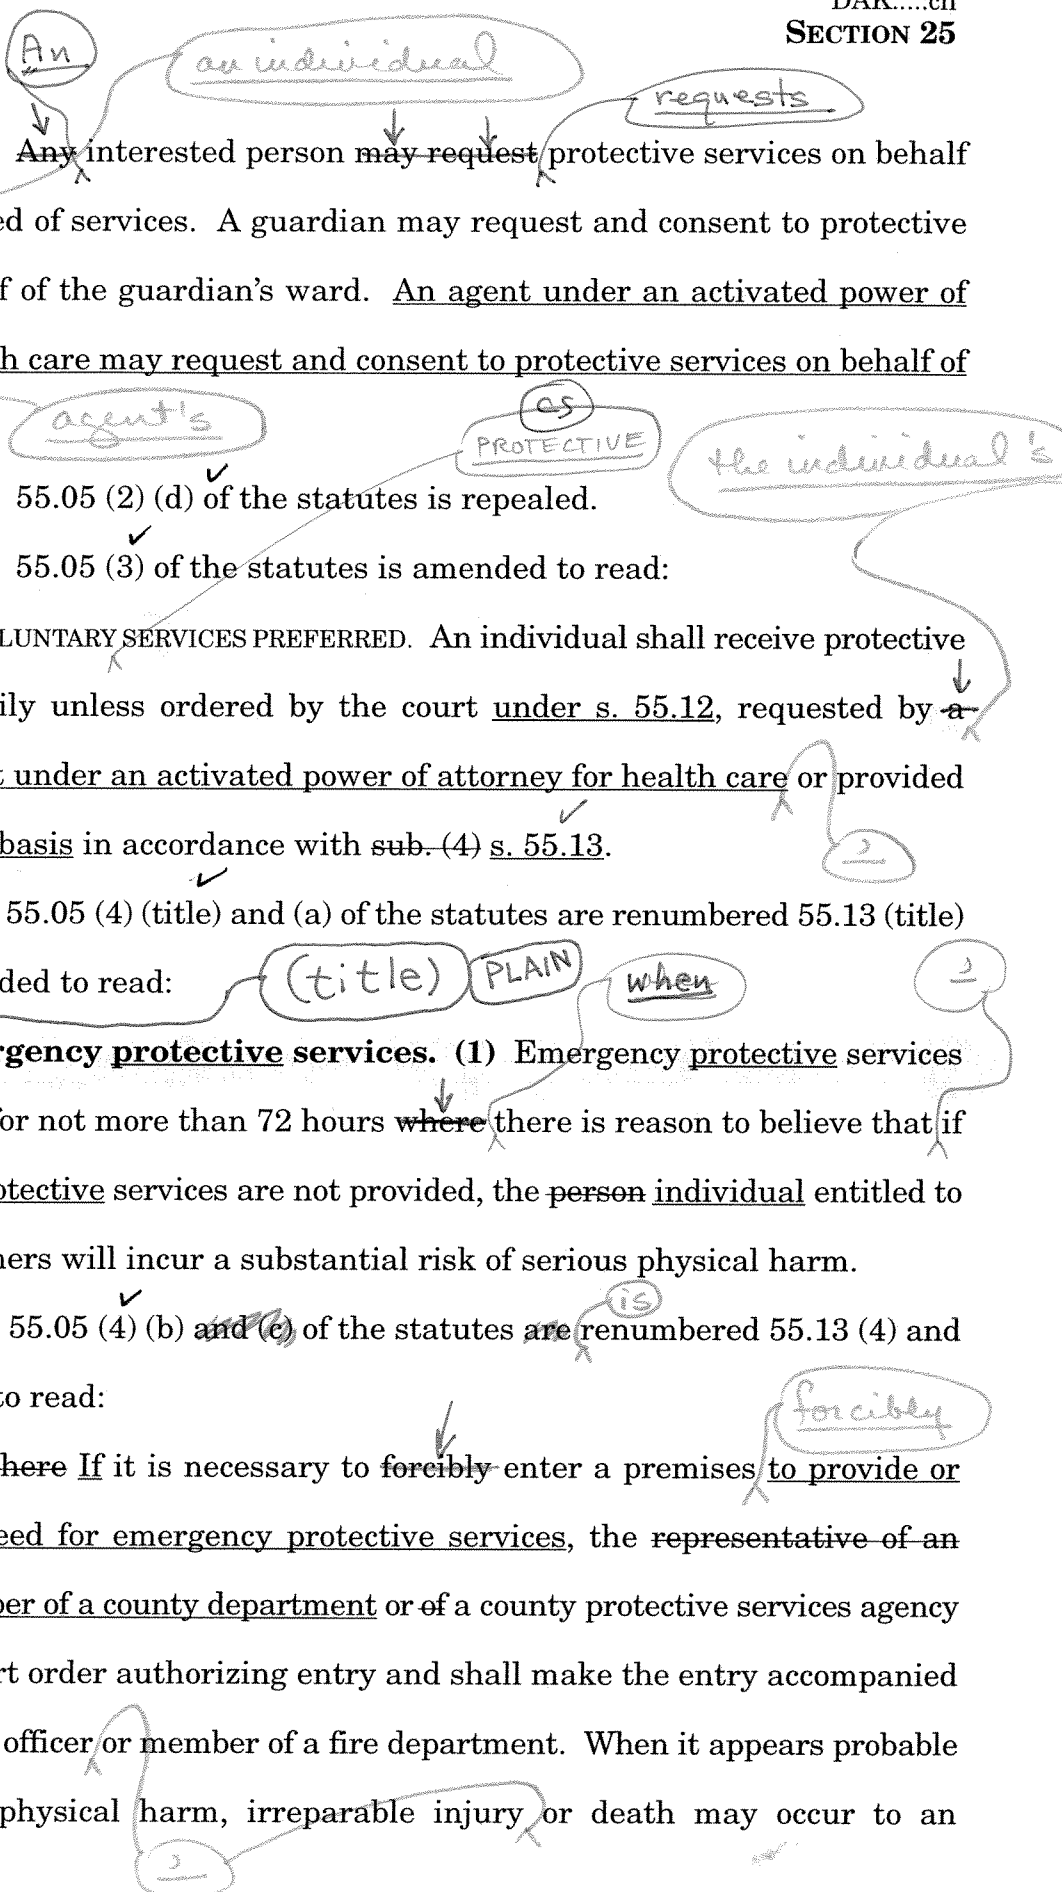 SECTION 25
An
an individual
requests
Any interested person may request protective services on behalf
ed of services. A guardian may request and consent to protective
f of the guardian's ward. An agent under an activated power of
h care may request and consent to protective services on behalf of
agent's
cs
PROTECTIVE
the individual's
55.05 (2) (d) of the statutes is repealed.
55.05 (3) of the statutes is amended to read:
LUNTARY SERVICES PREFERRED. An individual shall receive protective
ily unless ordered by the court under s. 55.12, requested by a
under an activated power of attorney for health care or provided
basis in accordance with sub. (4) s. 55.13.
55.05 (4) (title) and (a) of the statutes are renumbered 55.13 (title)
ded to read:
(title)
PLAIN
when
rgency protective services. (1) Emergency protective services
or not more than 72 hours where there is reason to believe that if
otective services are not provided, the person individual entitled to
hers will incur a substantial risk of serious physical harm.
is
55.05 (4) (b) and (c) of the statutes are renumbered 55.13 (4) and
to read:
forcibly
here If it is necessary to forcibly enter a premises to provide or
eed for emergency protective services, the representative of an
ber of a county department or of a county protective services agency
rt order authorizing entry and shall make the entry accompanied
officer or member of a fire department. When it appears probable
physical harm, irreparable injury or death may occur to an